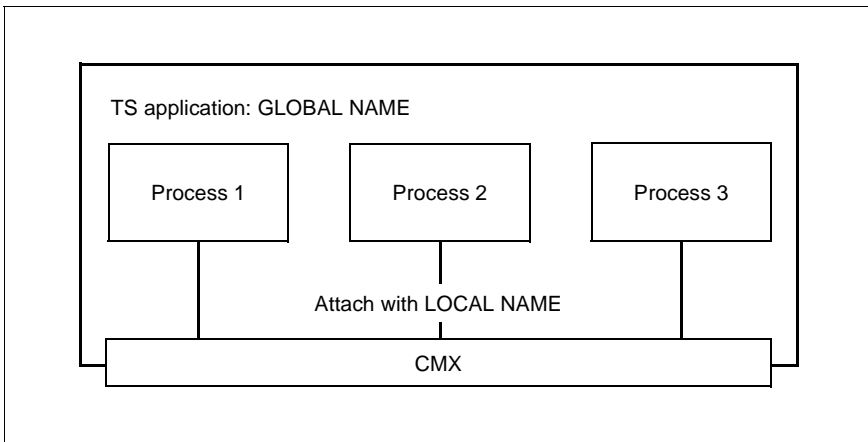 TS application: GLOBAL NAME
Process 1
Process 2
Process 3
Attach with LOCAL NAME
CMX